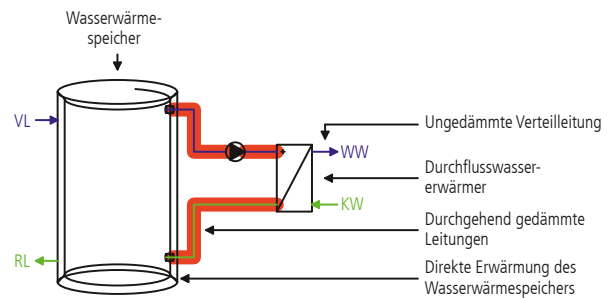 Wasserwärme-
speicher
VL
RL
WW
KW
Ungedämmte Verteilleitung
Durchflusswasser-
erwärmer
Durchgehend gedämmte
Leitungen
Direkte Erwärmung des
Wasserwärmespeichers